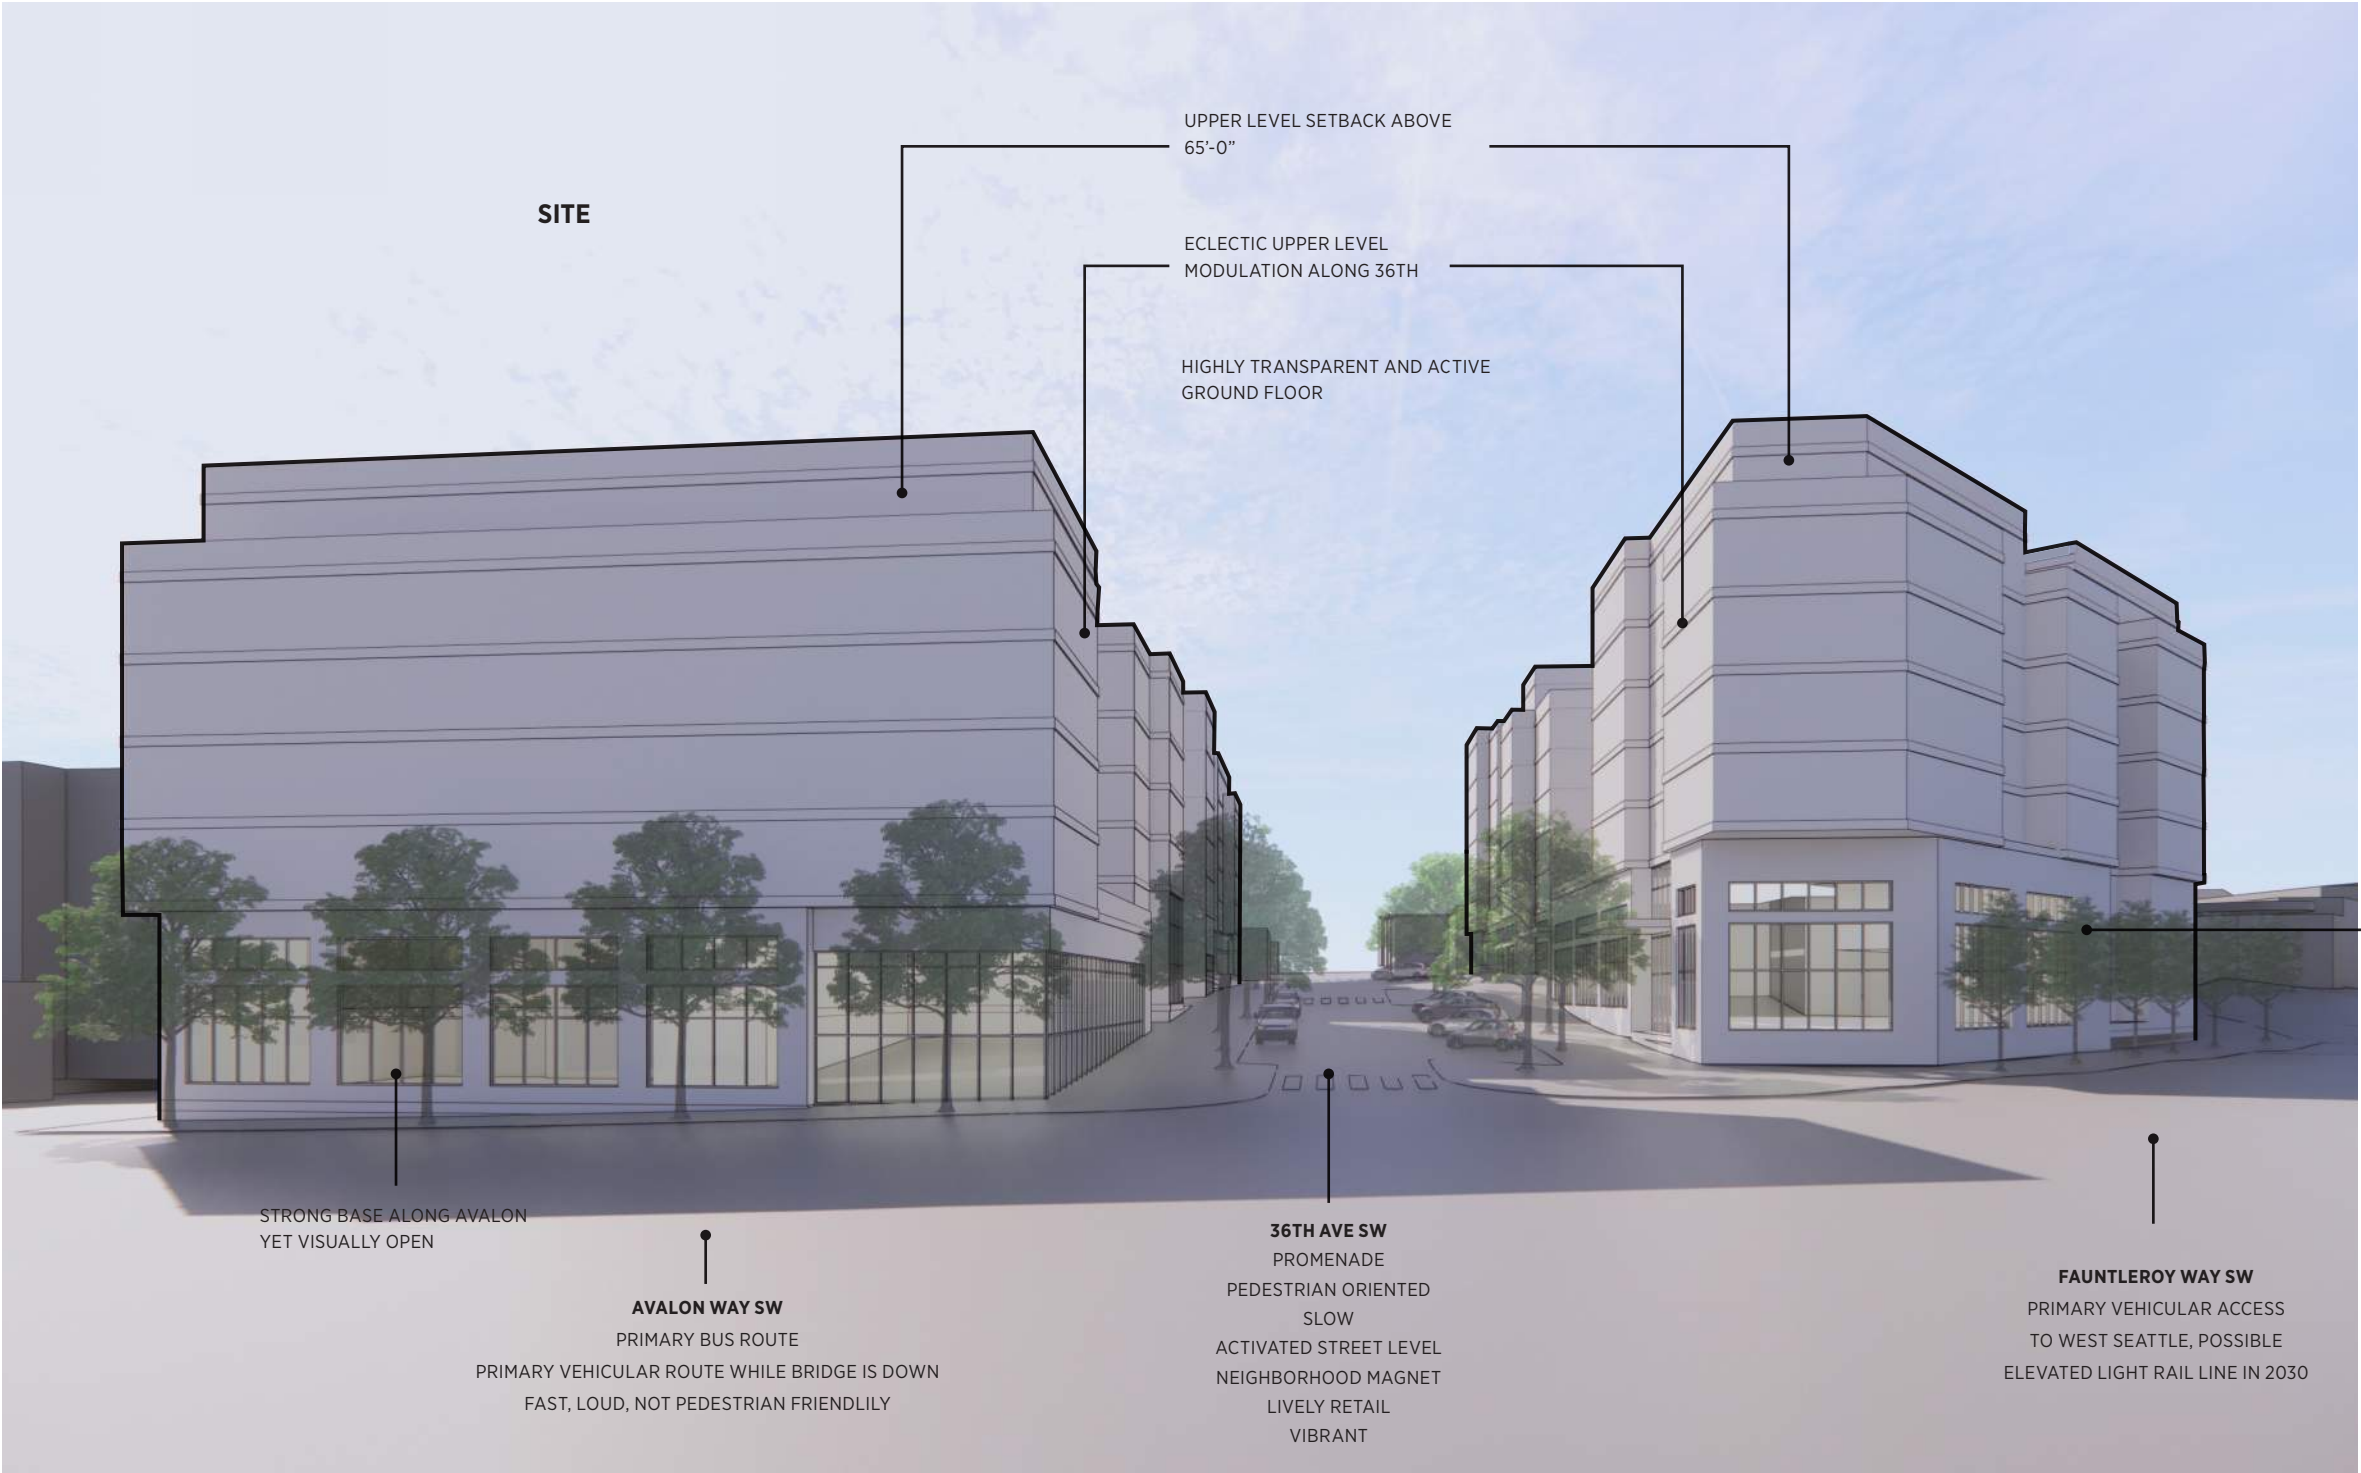 UPPER LEVEL SETBACK ABOVE
65'-0”
SITE
ECLECTIC UPPER LEVEL
MODULATION ALONG 36TH
HIGHLY TRANSPARENT AND ACTIVE
GROUND FLOOR
STRONG BASE ALONG AVALON
YET VISUALLY OPEN
AVALON WAY SW
PRIMARY BUS ROUTE
PRIMARY VEHICULAR ROUTE WHILE BRIDGE IS DOWN
FAST, LOUD, NOT PEDESTRIAN FRIENDLILY
36TH AVE SW
PROMENADE
PEDESTRIAN ORIENTED
SLOW
ACTIVATED STREET LEVEL
NEIGHBORHOOD MAGNET
LIVELY RETAIL
VIBRANT
FAUNTLEROY WAY SW
PRIMARY VEHICULAR ACCESS
TO WEST SEATTLE, POSSIBLE
ELEVATED LIGHT RAIL LINE IN 2030